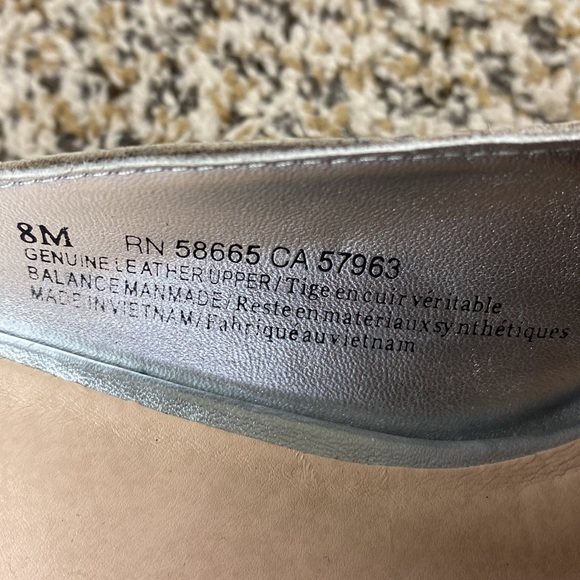 8M RN 58665 CA 57963
GENUINE LEATHER UPPER/Tige en cuir véritable
BALANCE MANMADE/Reste en matériaux synthétiques
MADE IN VIETNAM/Fabriqué au vietnam